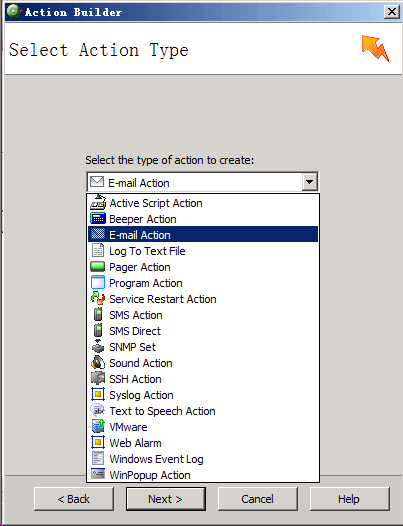 Action Builder
Select Action Type
Select the type of action to create:
E-mail Action
Active Script Action
Beeper Action
E-mail Action
Log To Text File
Pager Action
Program Action
Service Restart Action
SMS Action
SMS Direct
SNMP Set
Sound Action
SSH Action
Syslog Action
Text to Speech Action
VMware
Web Alarm
Windows Event Log
WinPopup Action
< Back Next > Cancel Help